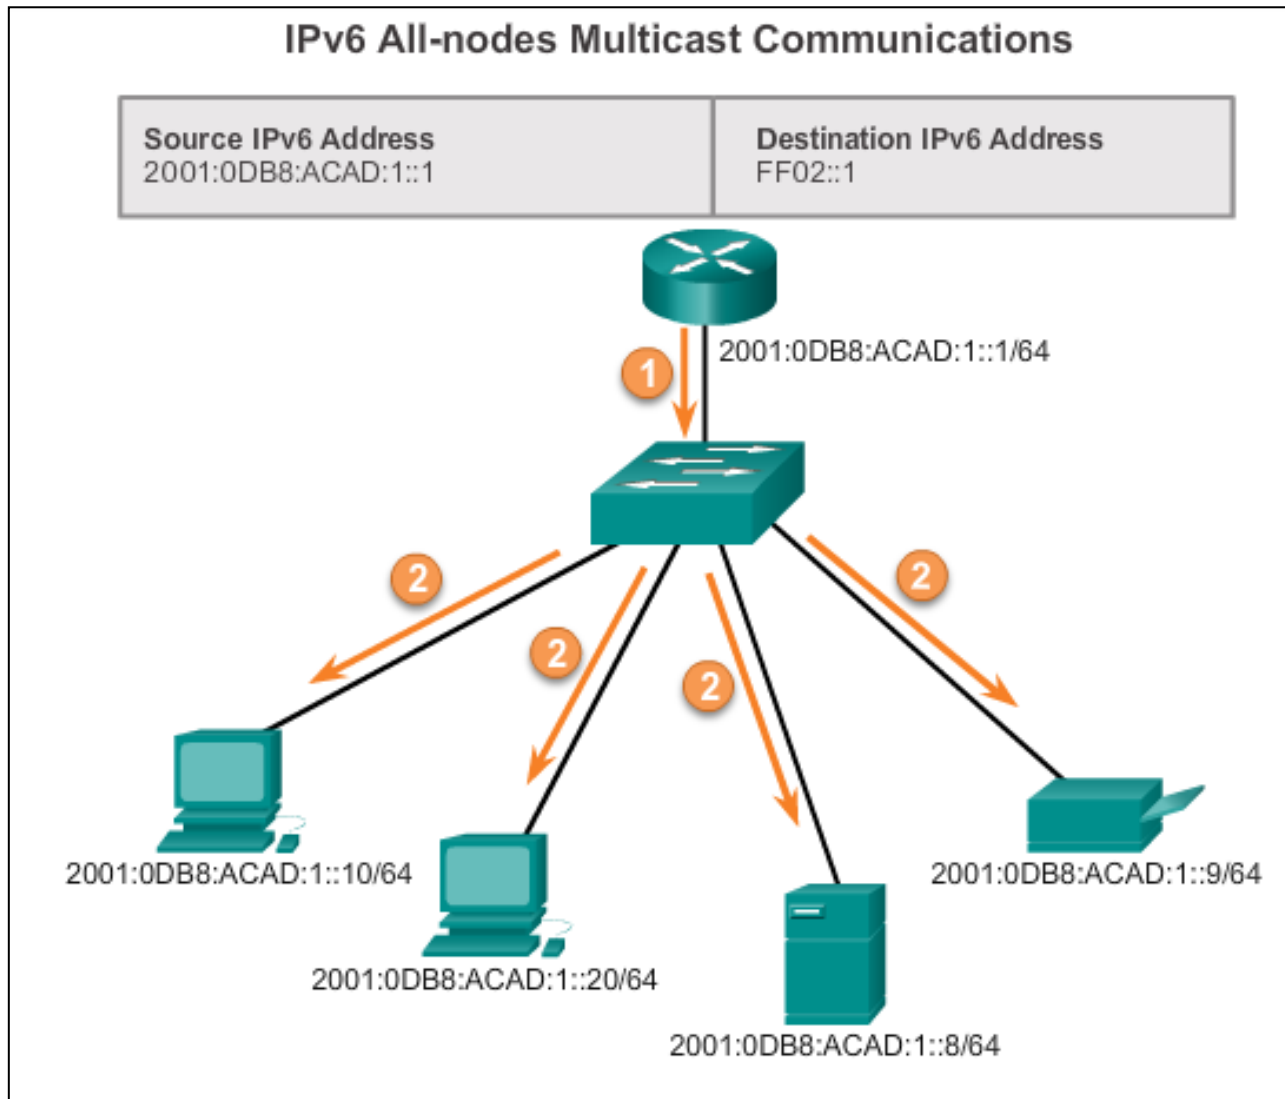 IPv6 All-nodes Multicast Communications
Source IPv6 Address
2001:0DB8:ACAD:1::1
Destination IPv6 Address
FF02::1
2001:0DB8:ACAD:1::1/64
1
2
2
2
2
2001:0DB8:ACAD:1::10/64
2001:0DB8:ACAD:1::9/64
2001:0DB8:ACAD:1::20/64
2001:0DB8:ACAD:1::8/64